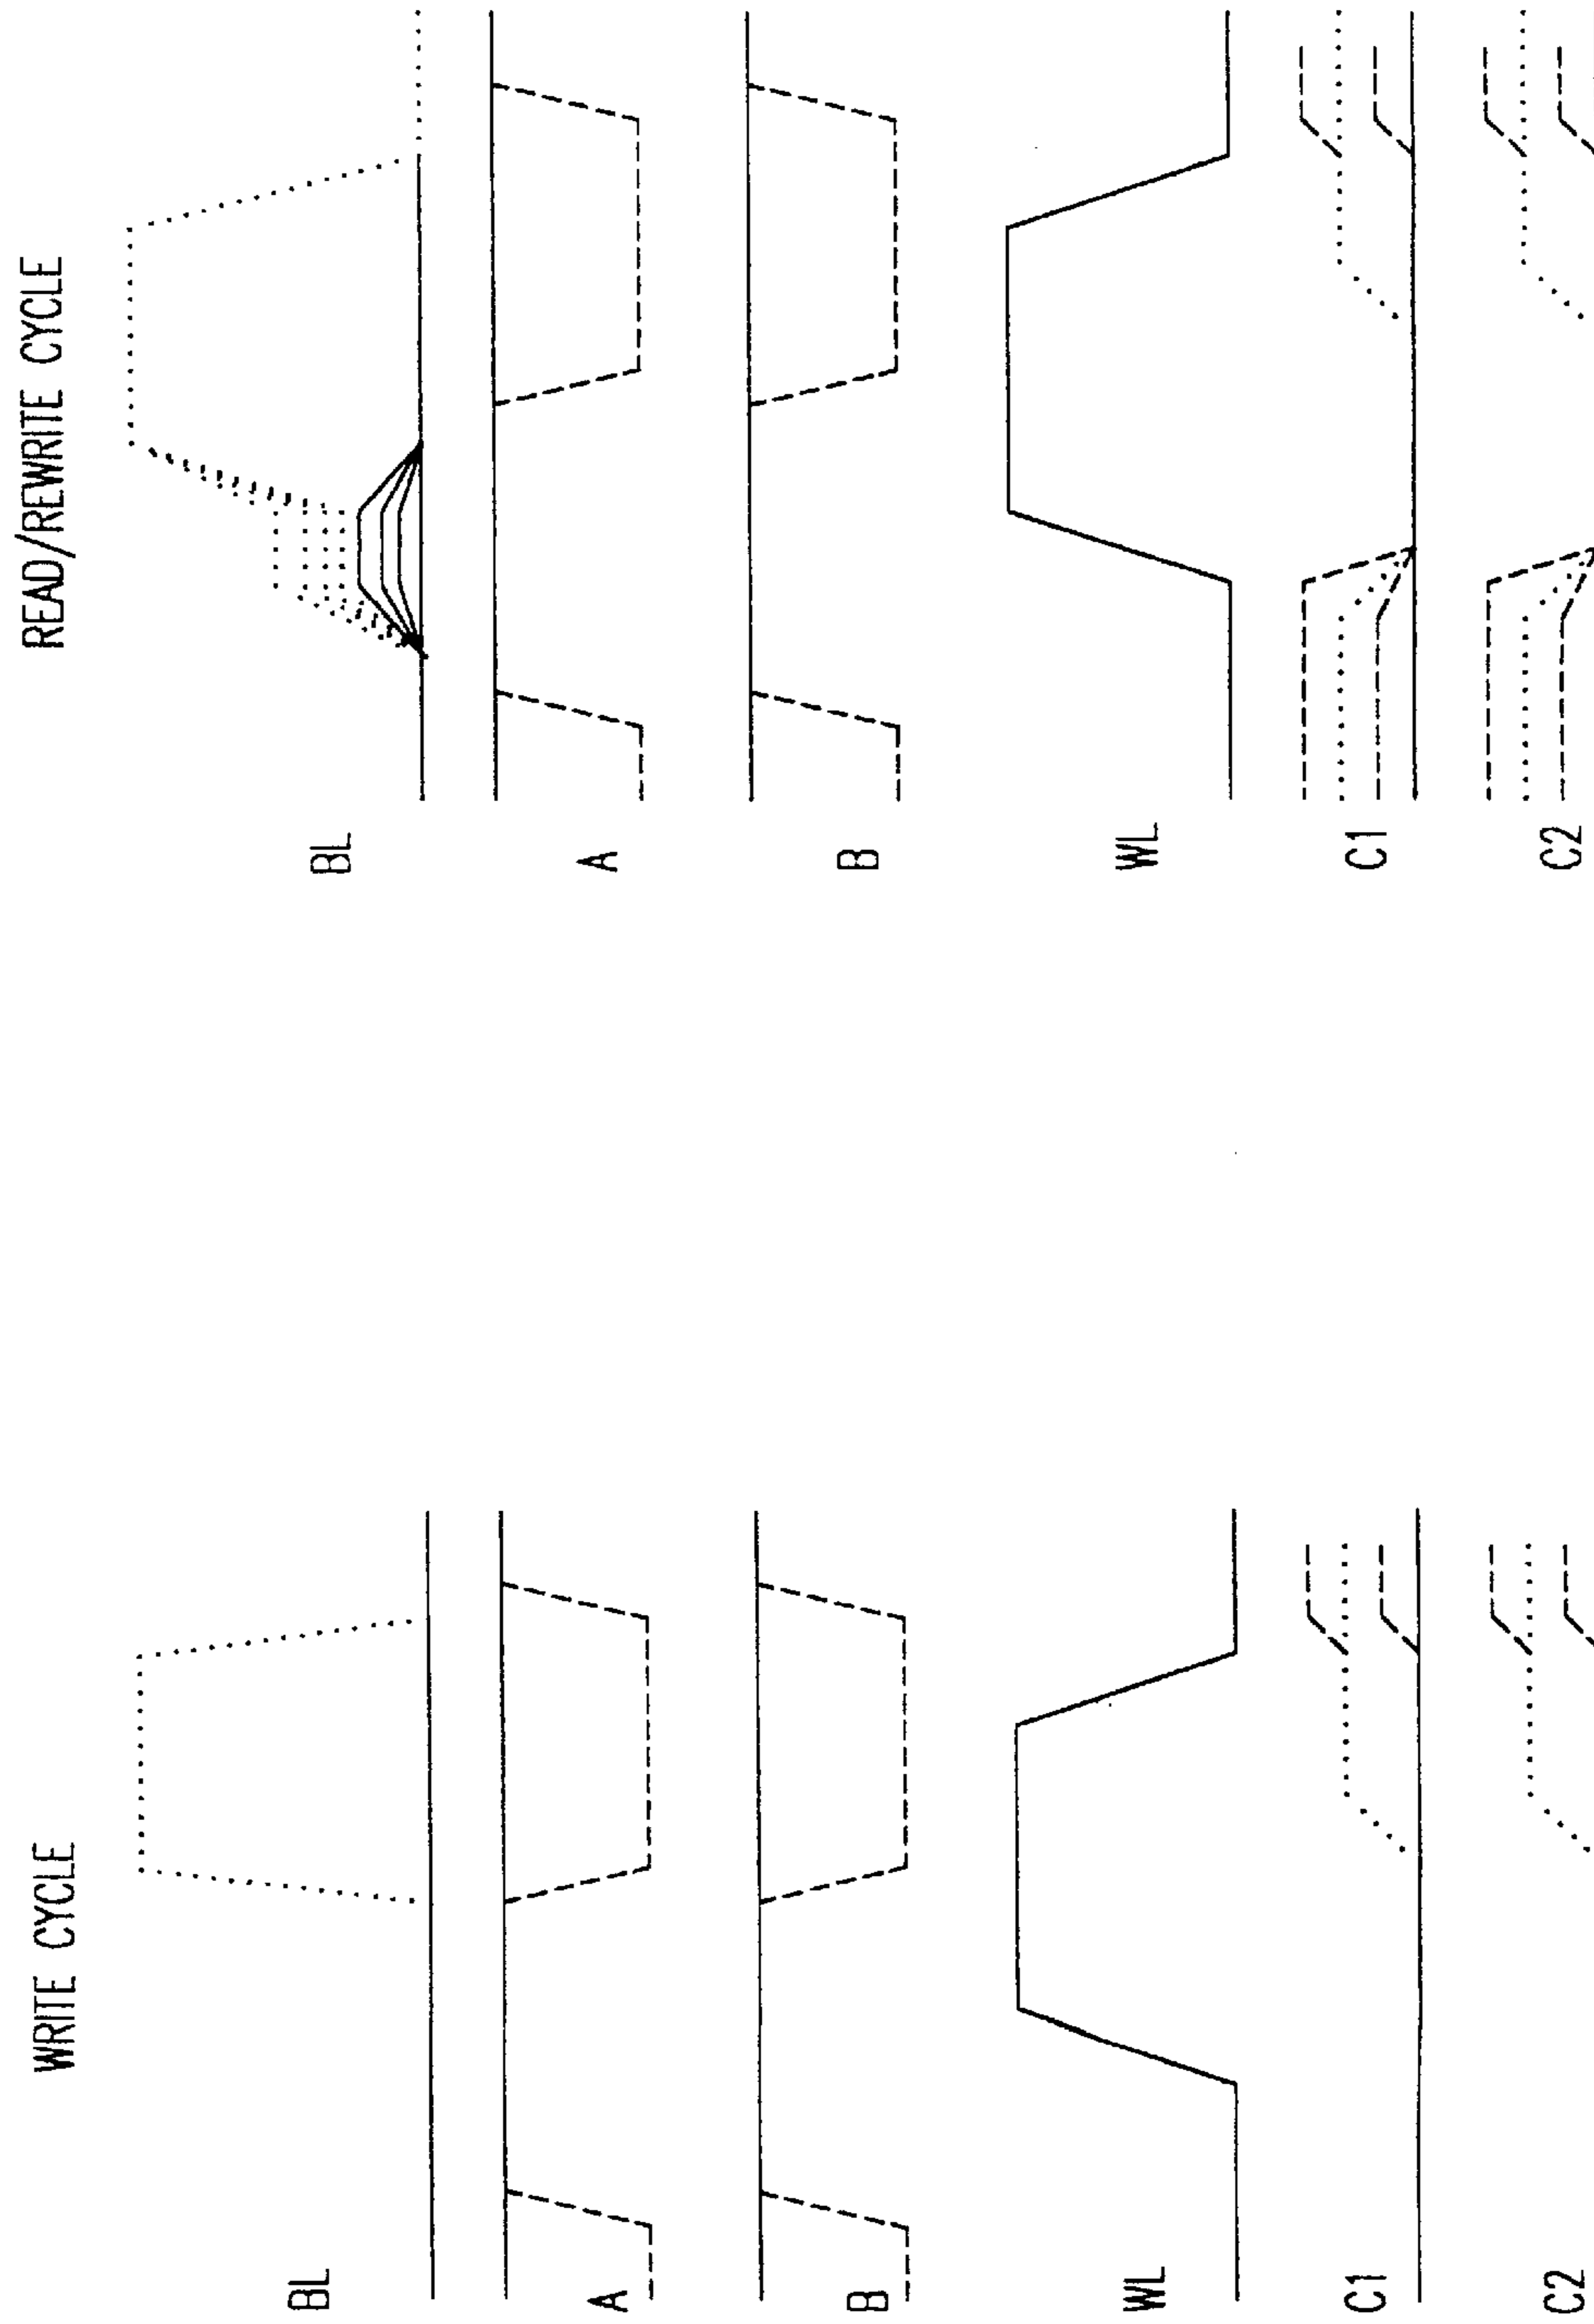 WRITE CYCLE
BL
A
B
WL
C1
C2
READ/REWRITE CYCLE
BL
A
B
WL
C1
C2